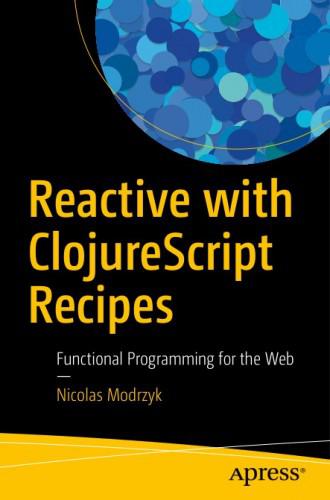 Reactive with
ClojureScript
Recipes
Functional Programming for the Web
—
Nicolas Modrzyk
Apress®